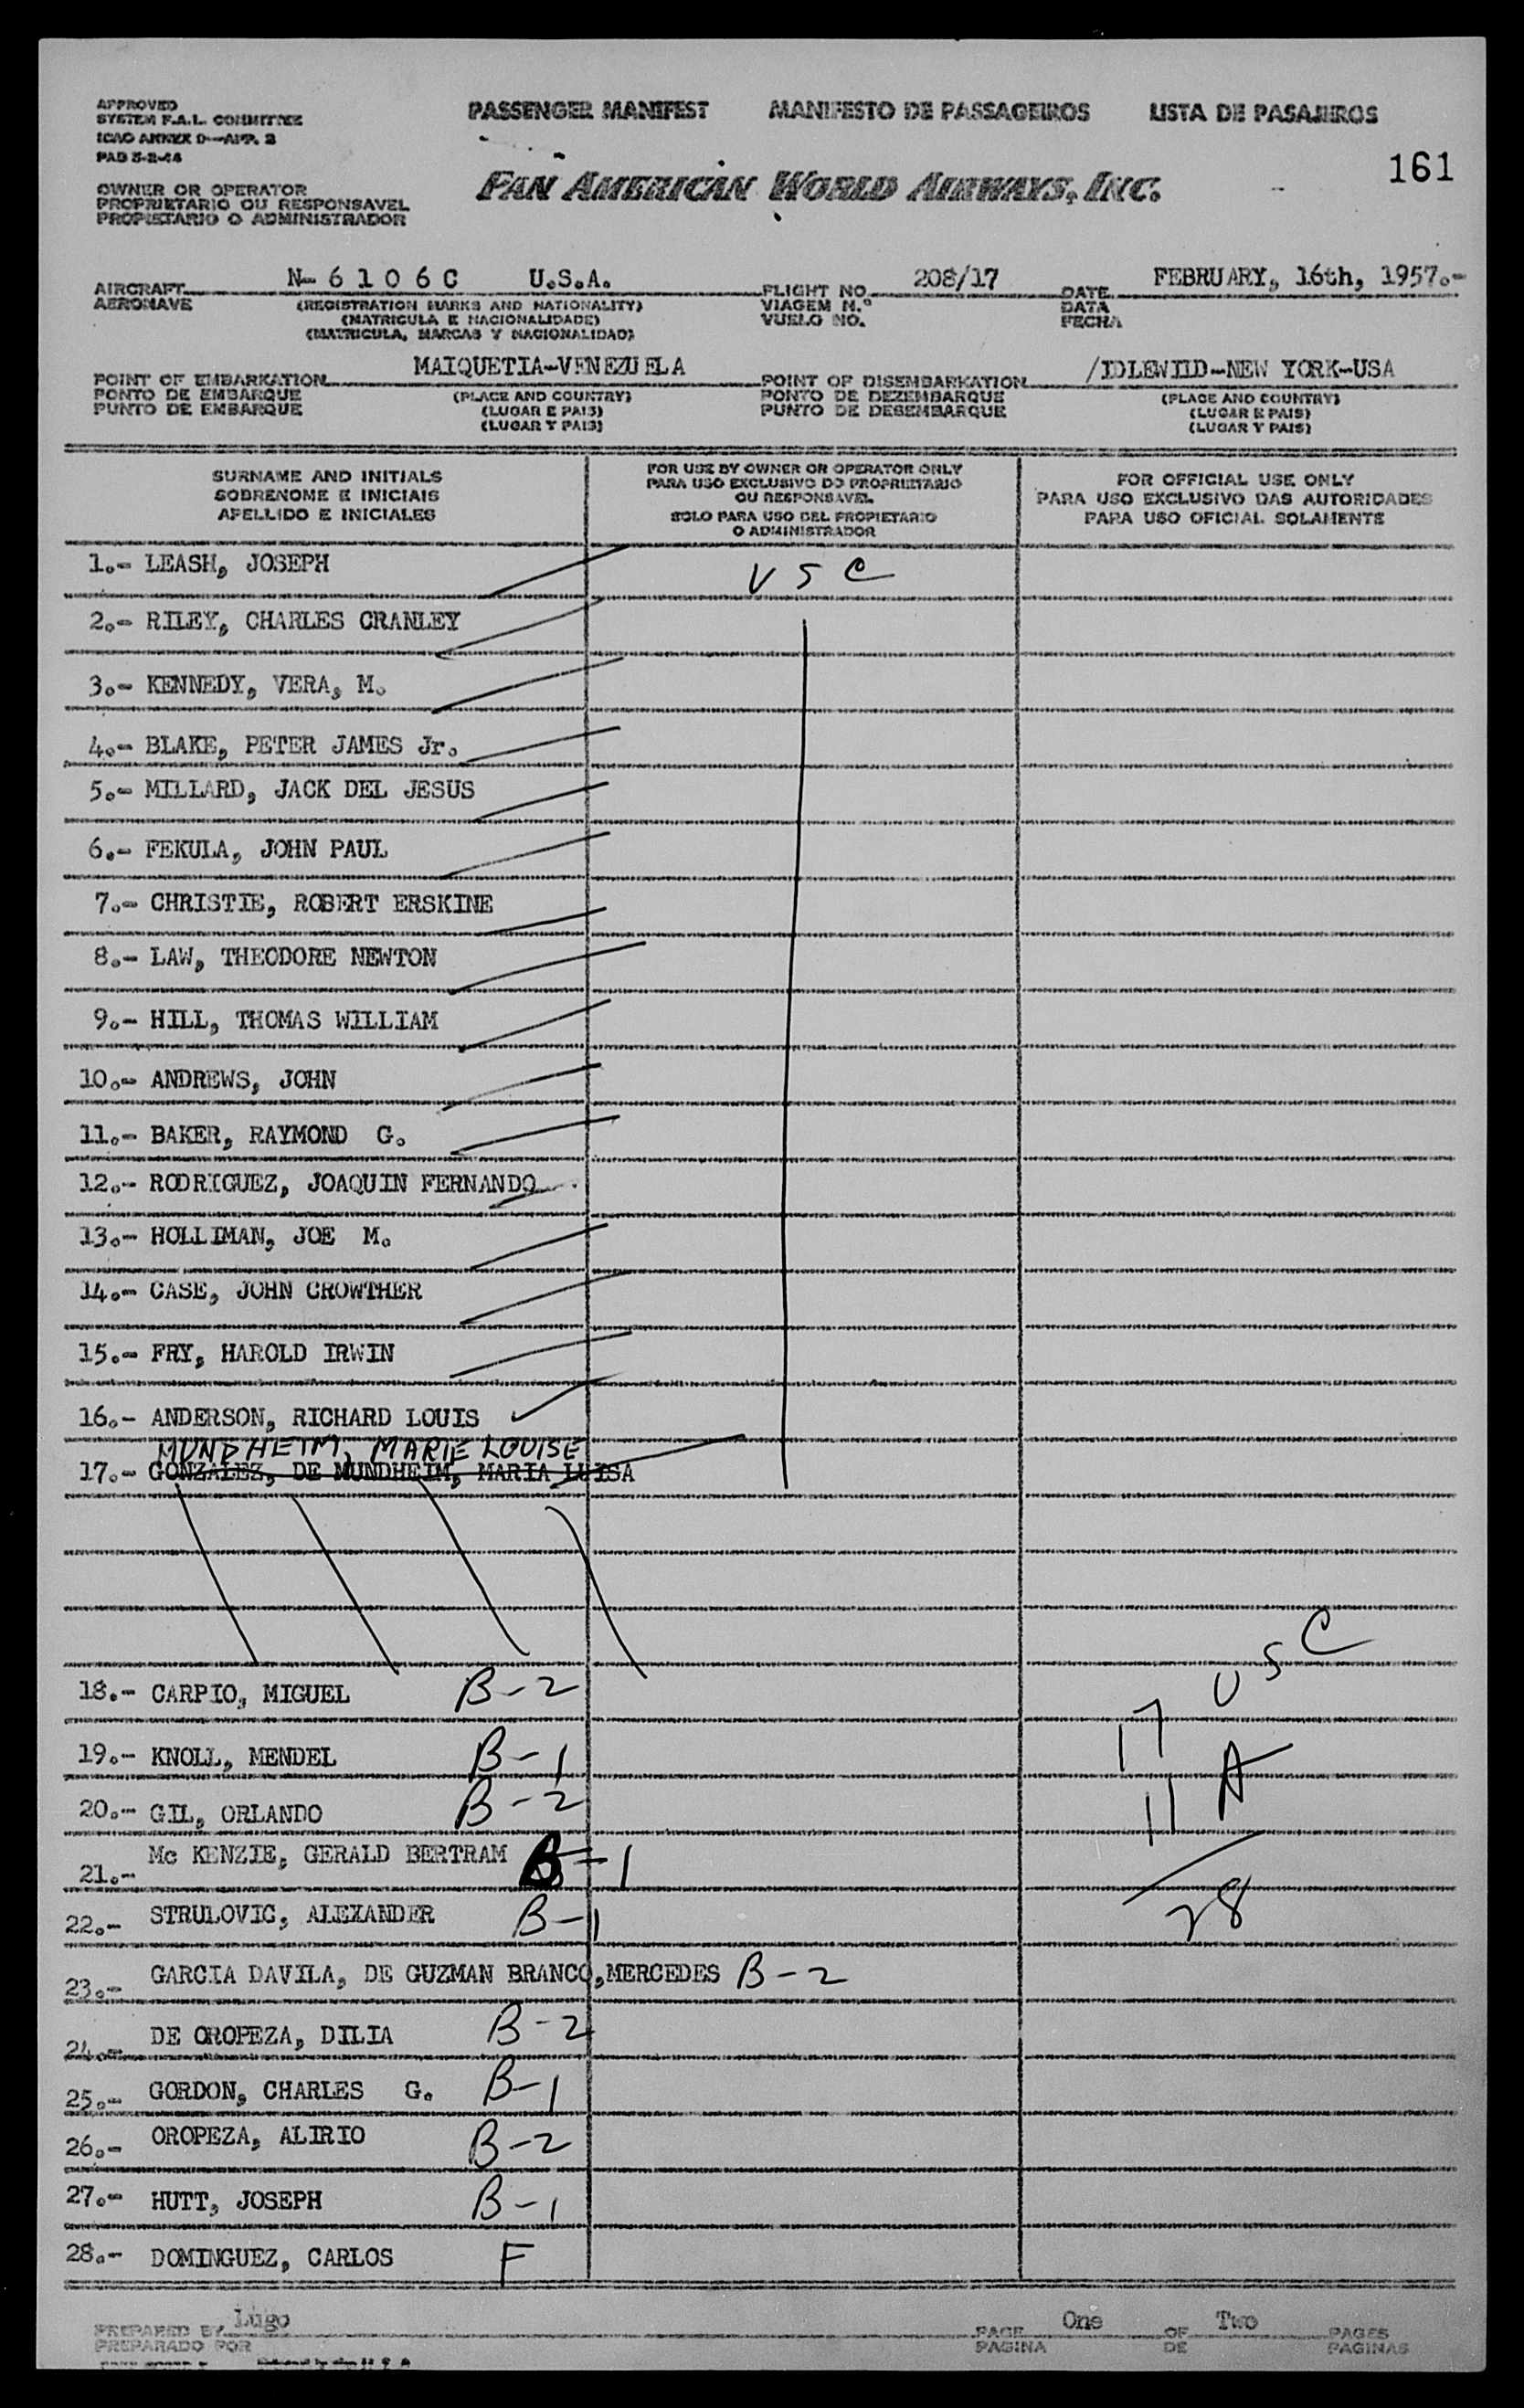 APPROVED
SYSTEM F.A.L. COMMITTEE
ICAO ANNEX 9—APP. 2
PAD 5-2-44
PASSENGER MANIFEST MANIFESTO DE PASSAGEIROS LISTA DE PASAJEROS
161
PAN AMERICAN WORLD AIRWAYS, INC.
OWNER OR OPERATOR
PROPRIETARIO OU RESPONSAVEL
PROPIETARIO O ADMINISTRADOR
AIRCRAFT N- 6 1 0 6 C U.S.A. FLIGHT NO. 208/17 DATE FEBRUARY, 16th, 1957.-
AERONAVE (REGISTRATION MARKS AND NATIONALITY) VIAGEM N.º DATA
(MATRICULA E NACIONALIDADE) VUELO NO. FECHA
(MATRICULA, MARCAS Y NACIONALIDAD)
POINT OF EMBARKATION MAIQUETIA-VENEZUELA POINT OF DISEMBARKATION /IDLEWILD-NEW YORK-USA
PONTO DE EMBARQUE (PLACE AND COUNTRY) PONTO DE DEZEMBARQUE (PLACE AND COUNTRY)
PUNTO DE EMBARQUE (LUGAR E PAIS) PUNTO DE DESEMBARQUE (LUGAR E PAIS)
(LUGAR Y PAIS) (LUGAR Y PAIS)
SURNAME AND INITIALS
SOBRENOME E INICIAIS
APELLIDO E INICIALES
FOR USE BY OWNER OR OPERATOR ONLY
PARA USO EXCLUSIVO DO PROPRIETARIO
OU RESPONSAVEL
SOLO PARA USO DEL PROPIETARIO
O ADMINISTRADOR
FOR OFFICIAL USE ONLY
PARA USO EXCLUSIVO DAS AUTORIDADES
PARA USO OFICIAL SOLAMENTE
1.- LEASH, JOSEPH U S C
2.- RILEY, CHARLES CRANLEY
3.- KENNEDY, VERA, M.
4.- BLAKE, PETER JAMES Jr.
5.- MILLARD, JACK DEL JESUS
6.- FEKULA, JOHN PAUL
7.- CHRISTIE, ROBERT ERSKINE
8.- LAW, THEODORE NEWTON
9.- HILL, THOMAS WILLIAM
10.- ANDREWS, JOHN
11.- BAKER, RAYMOND G.
12.- RODRIGUEZ, JOAQUIN FERNANDO
13.- HOLLIMAN, JOE M.
14.- CASE, JOHN CROWTHER
15.- FRY, HAROLD IRWIN
16.- ANDERSON, RICHARD LOUIS
MUNDHEIM, MARIE LOUISE
17.- GONZALEZ, DE MUNDHEIM, MARIA LUISA
18.- CARPIO, MIGUEL B-2
17 U S C
19.- KNOLL, MENDEL B-1
11 A
20.- GIL, ORLANDO B-2
21.- Mc KENZIE, GERALD BERTRAM B-1
28
22.- STRULOVIC, ALEXANDER B-1
23.- GARCIA DAVILA, DE GUZMAN BRANCO,MERCEDES B-2
24.- DE OROPEZA, DILIA B-2
25.- GORDON, CHARLES G. B-1
26.- OROPEZA, ALIRIO B-2
27.- HUTT, JOSEPH B-1
28.- DOMINGUEZ, CARLOS F
PREPARED BY Lugo PAGE One OF Two PAGES
PREPARADO POR PAGINA DE PAGINAS